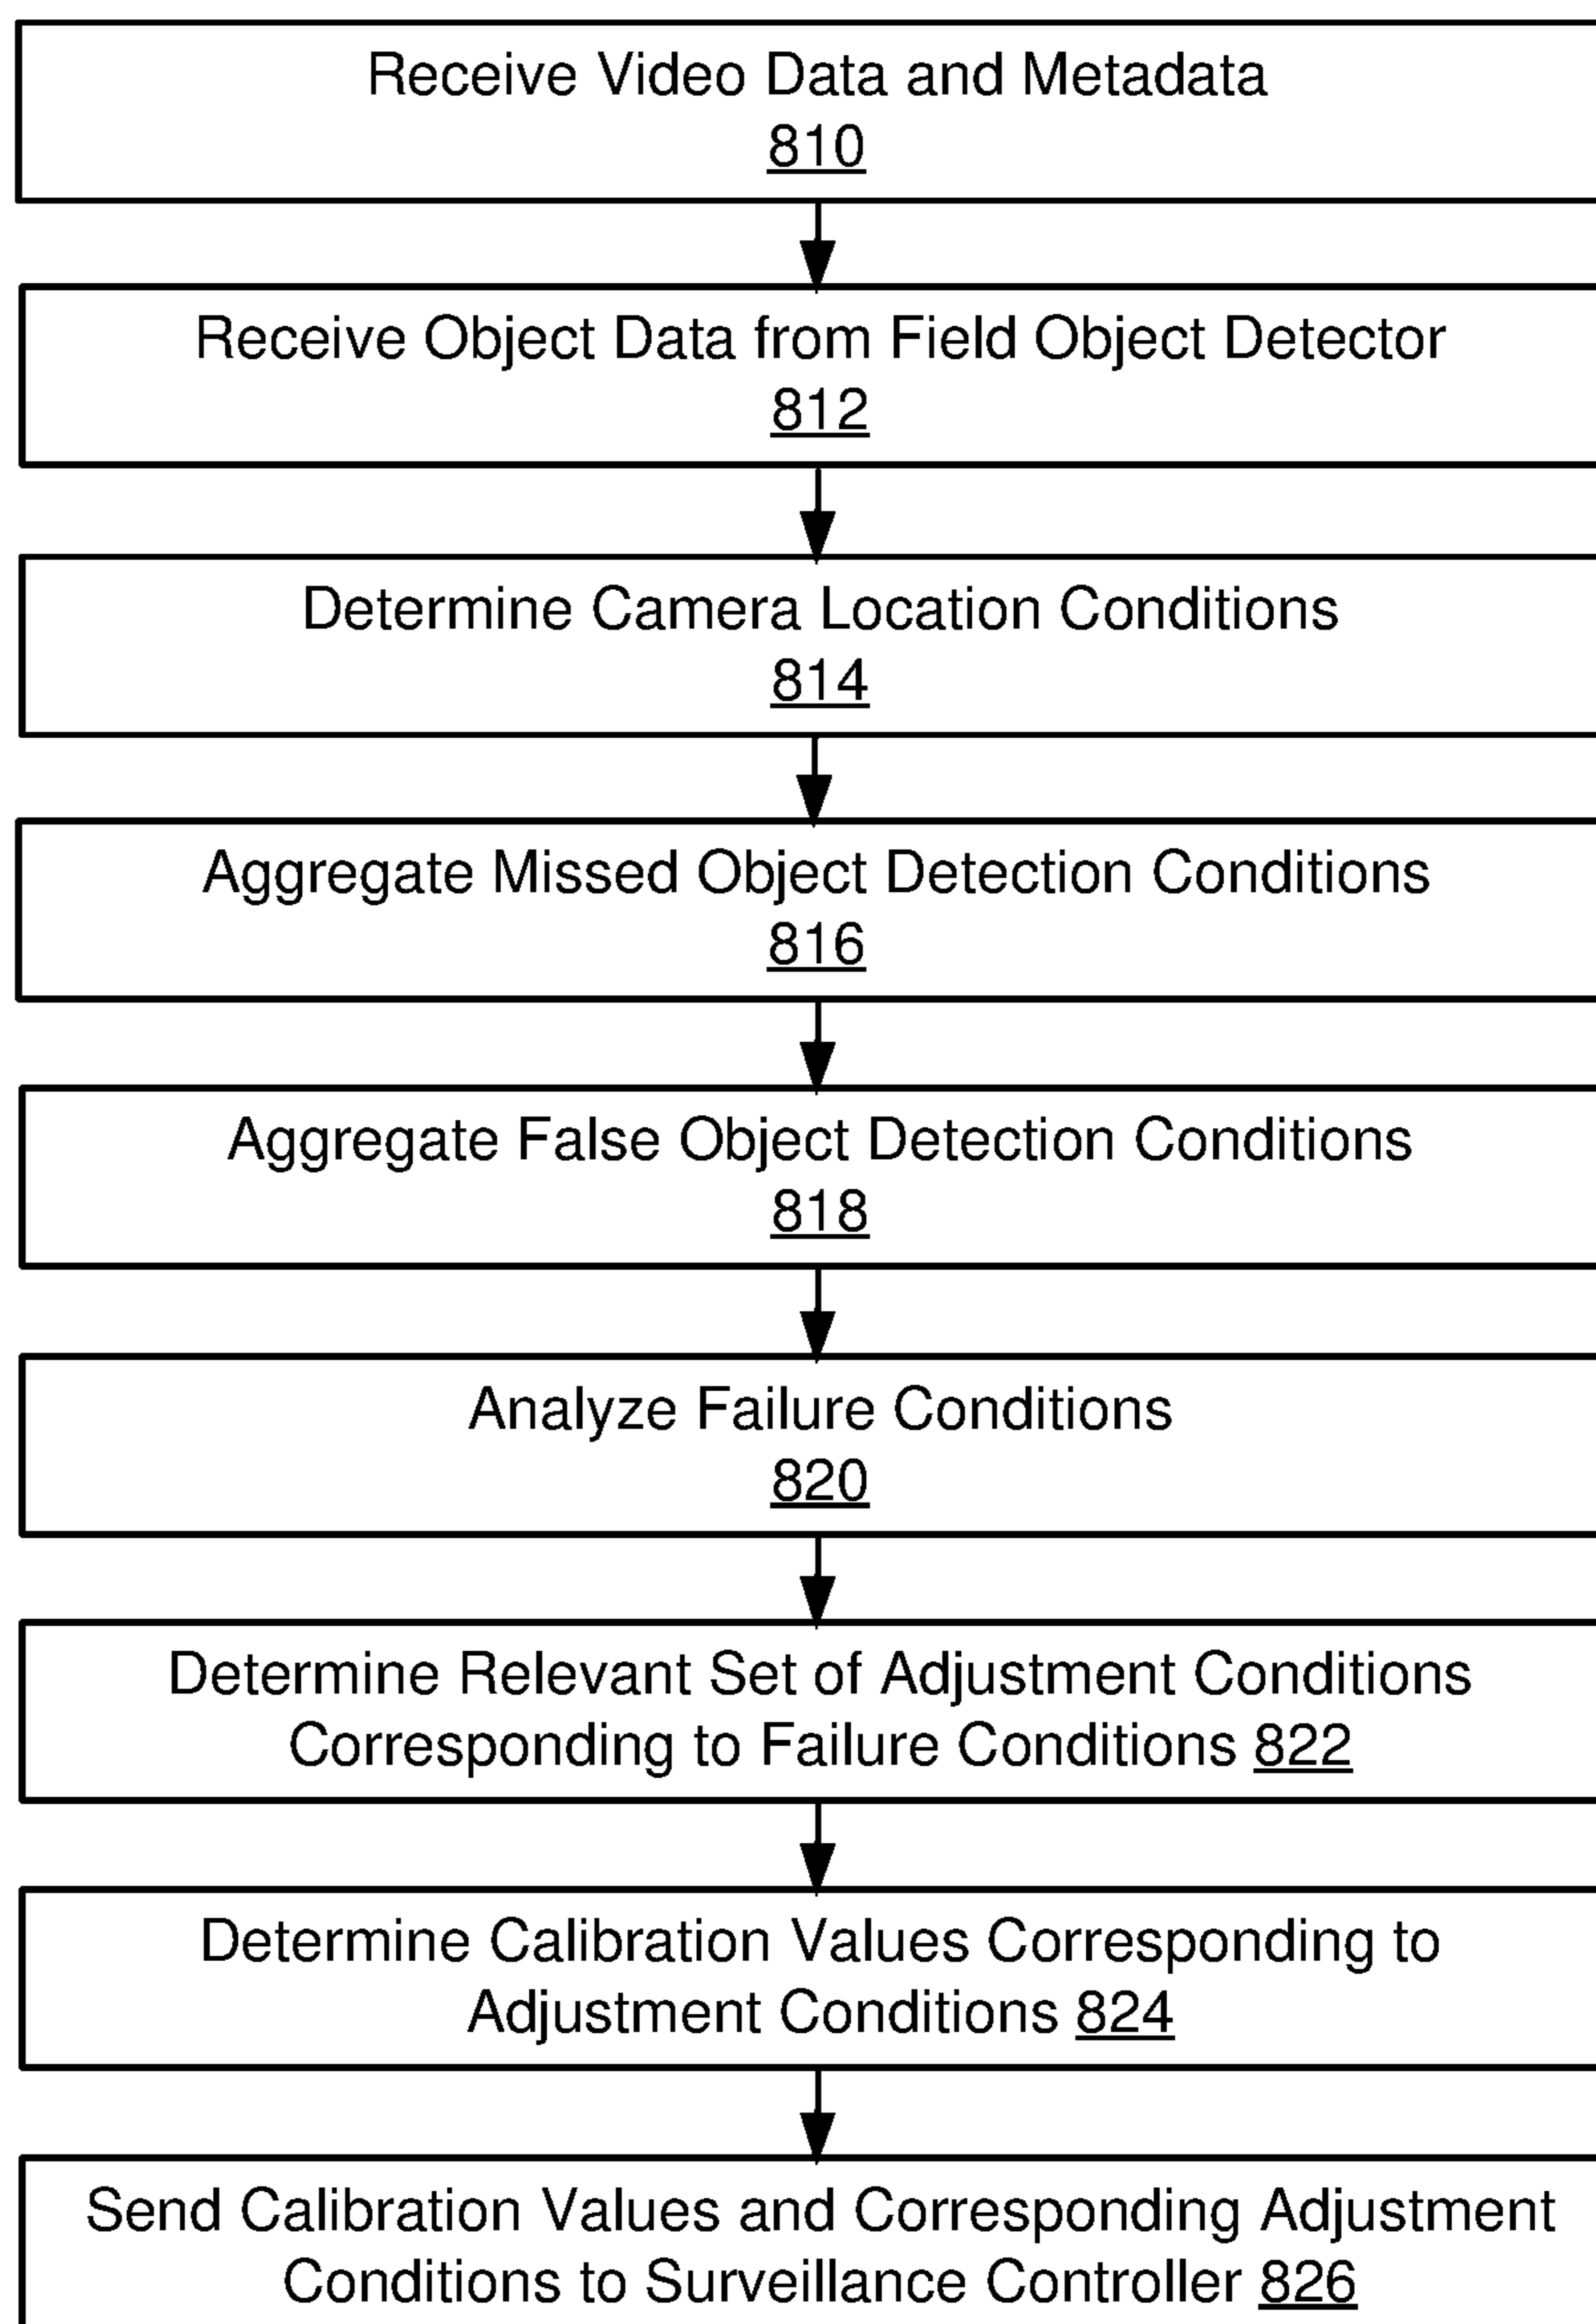 Receive Video Data and Metadata
810
Receive Object Data from Field Object Detector
812
Determine Camera Location Conditions
814
Aggregate Missed Object Detection Conditions
816
Aggregate False Object Detection Conditions
818
Analyze Failure Conditions
820
Determine Relevant Set of Adjustment Conditions
Corresponding to Failure Conditions 822
Determine Calibration Values Corresponding to
Adjustment Conditions 824
Send Calibration Values and Corresponding Adjustment
Conditions to Surveillance Controller 826